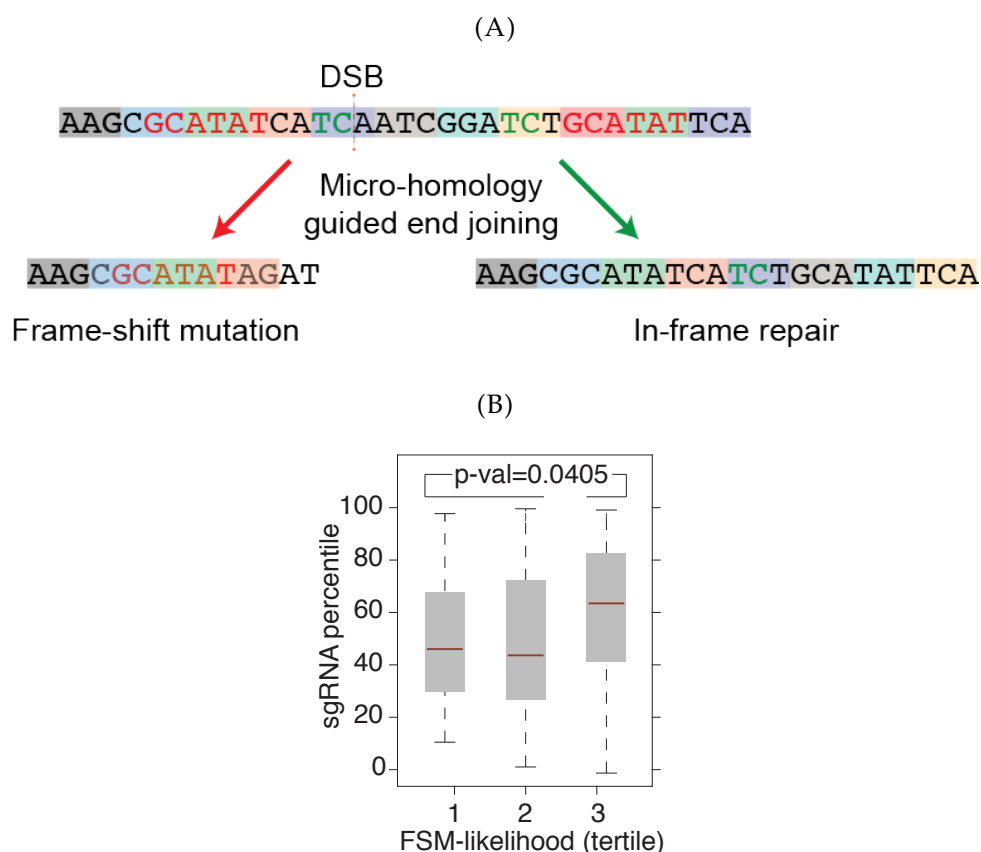 (A)
DSB
AAGCGCATATCATCAATCGGATCTGCATATTCA
Micro-homology
guided end joining
AAGCGCATATAGAT
AAGCGCATATCATCTGCATATTCA
Frame-shift mutation
In-frame repair
(B)
p-val=0.0405
100
80
60
40
20
0
sgRNA percentile
1 2 3
FSM-likelihood (tertile)